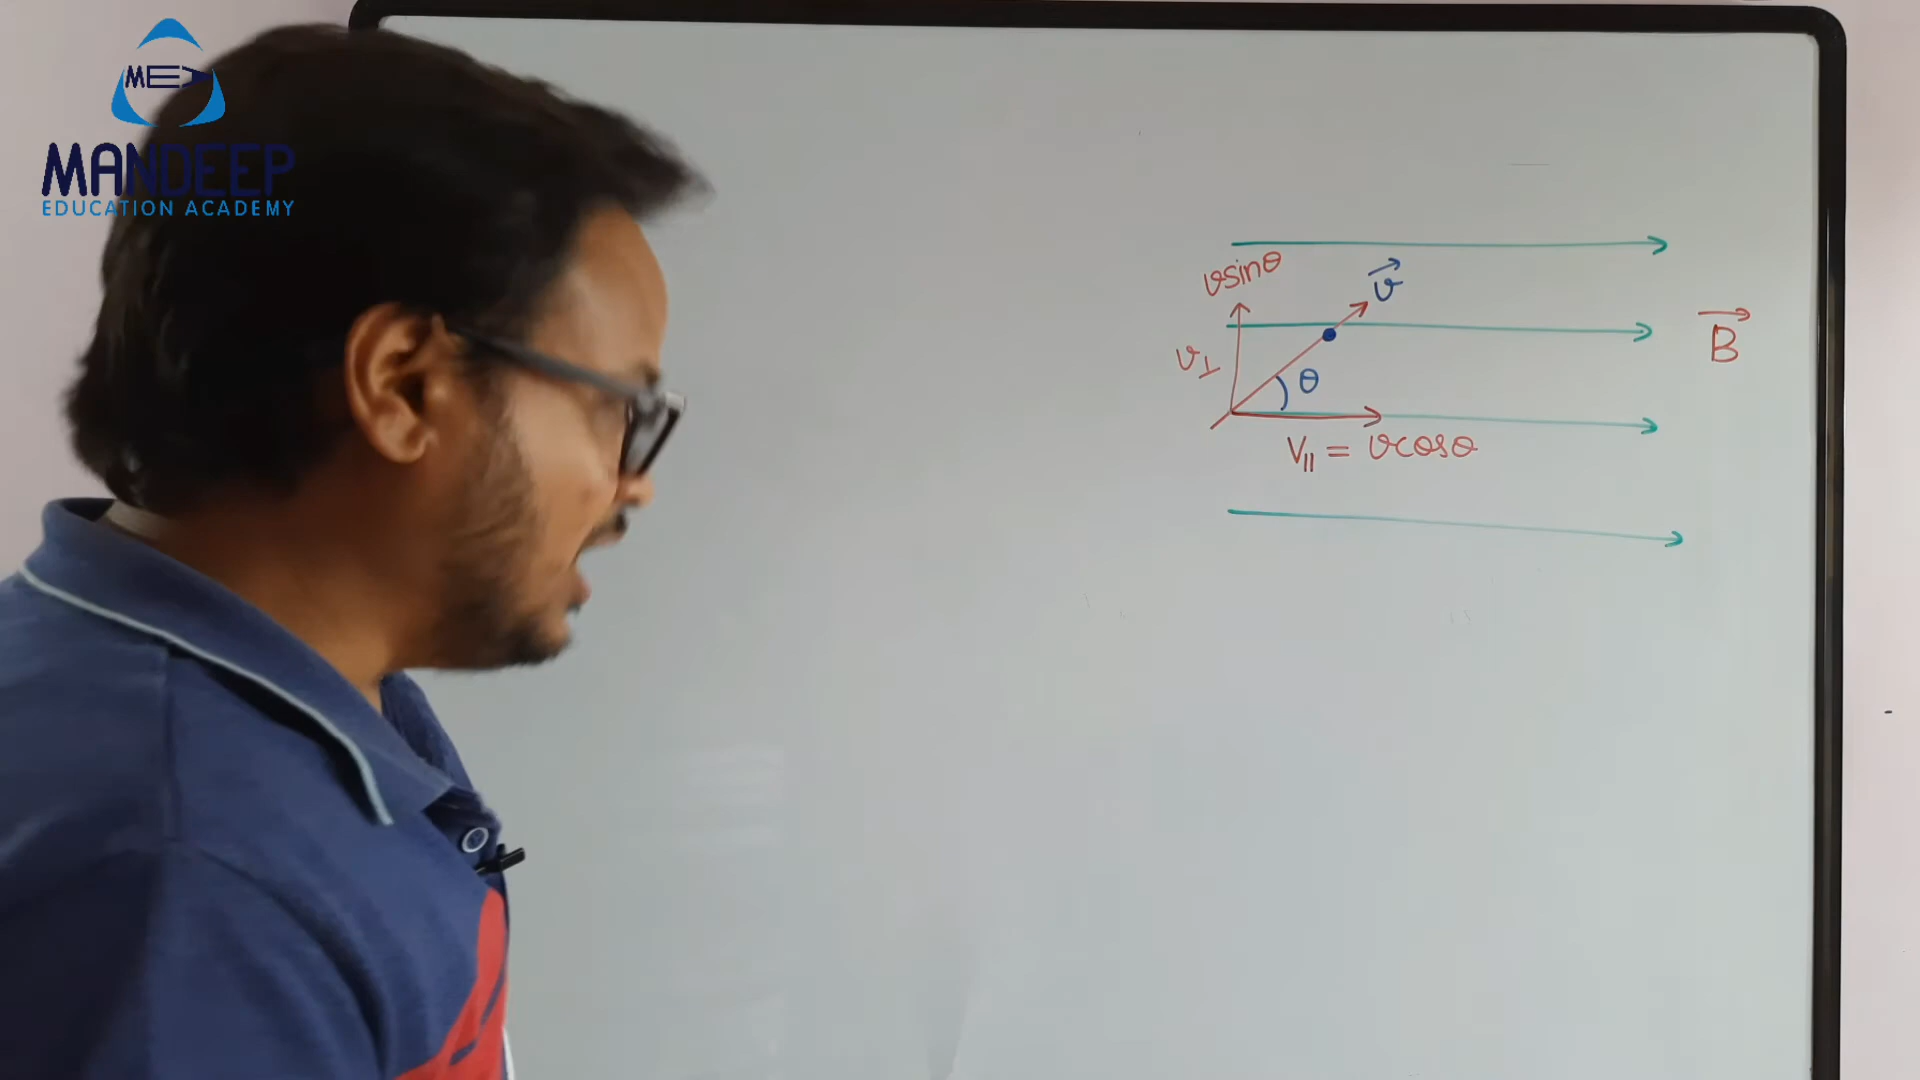 MEA
MANDEEP
EDUCATION ACADEMY
vsinθ
v⃗
B⃗
v⊥
θ
V|| = vcosθ